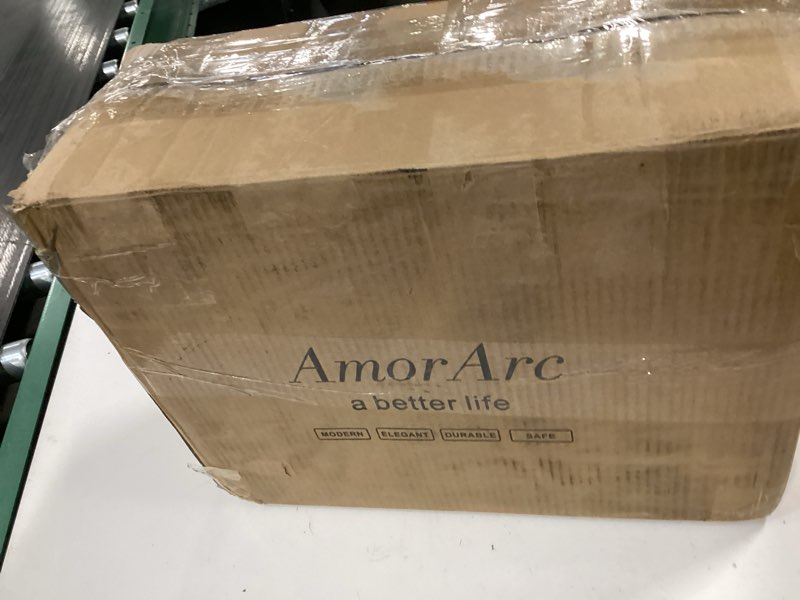 AmorArc
a better life
MODERN ELEGANT DURABLE SAFE